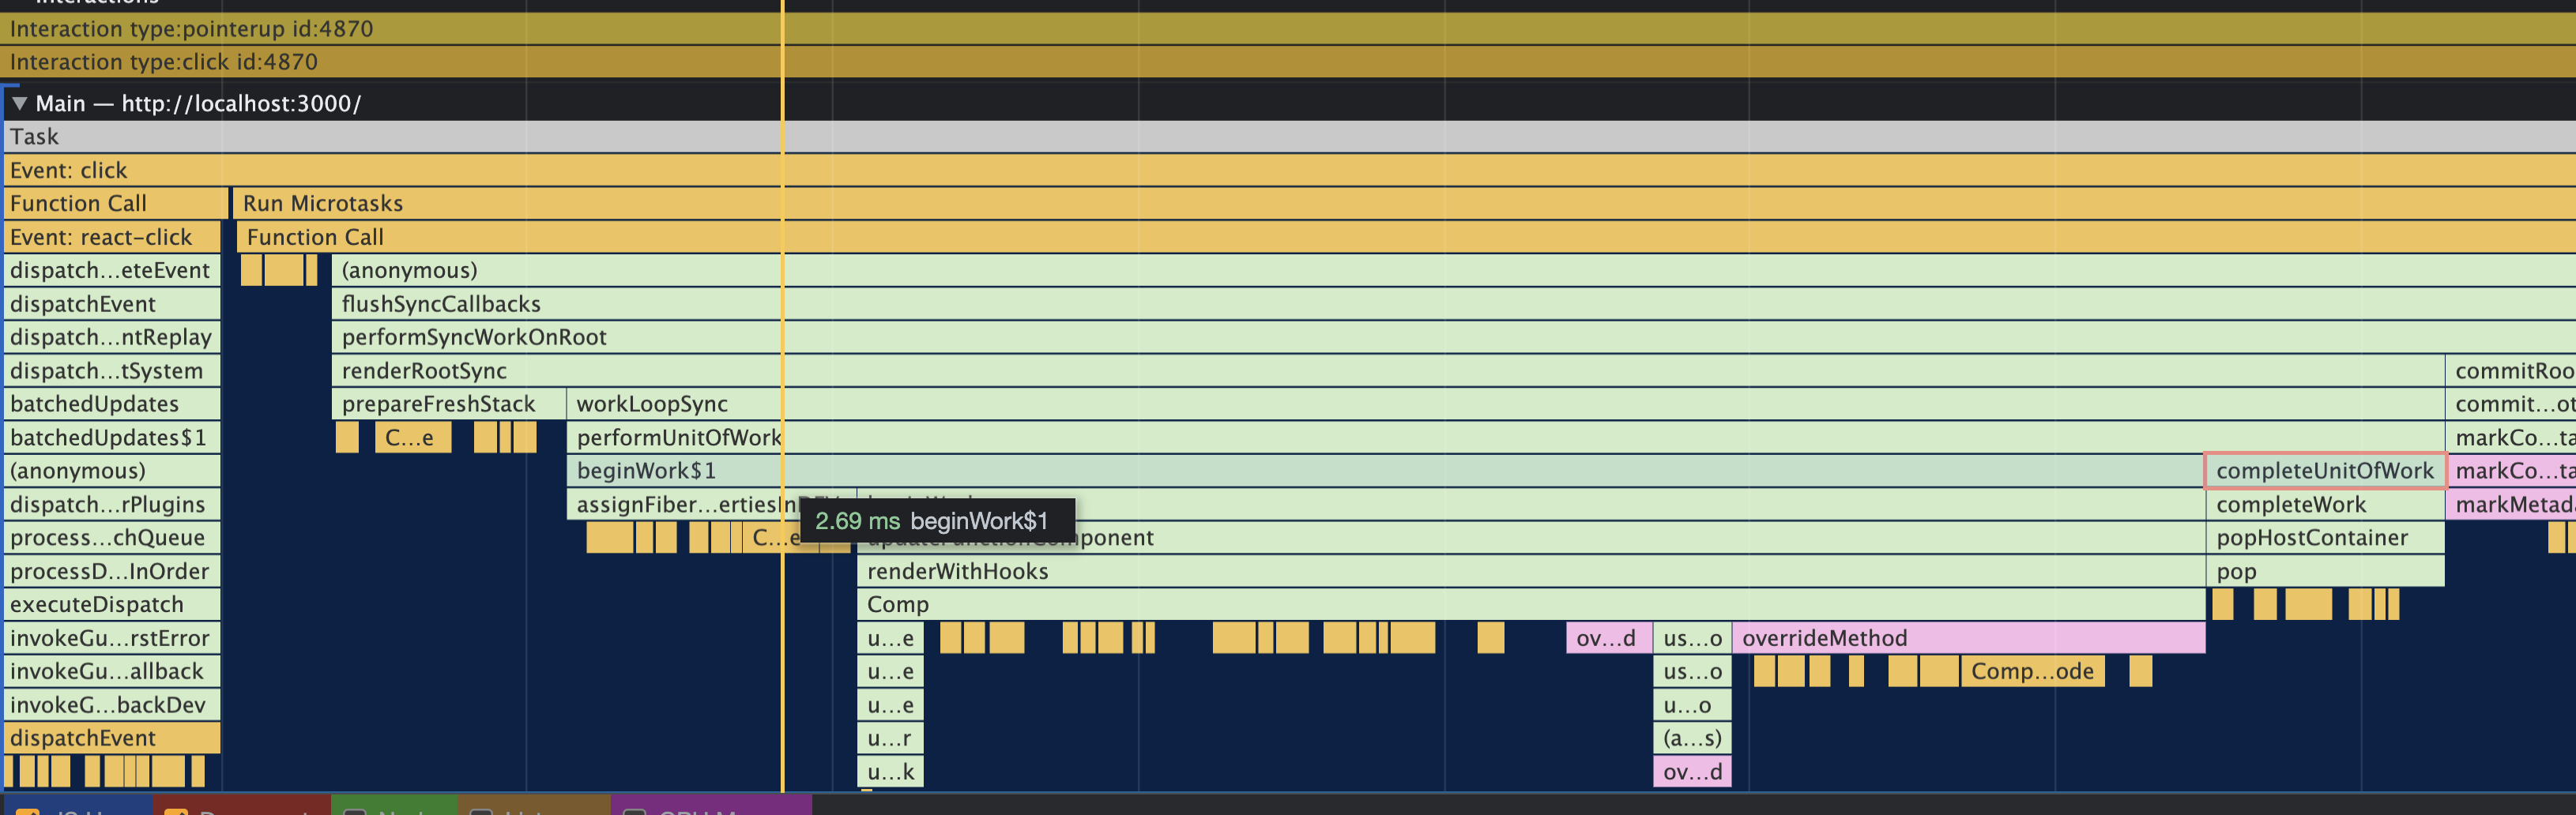 Interactions
Interaction type:pointerup id:4870
Interaction type:click id:4870
▼ Main — http://localhost:3000/
Task
Event: click
Function Call Run Microtasks
Event: react-click Function Call
dispatch...eteEvent (anonymous)
dispatchEvent flushSyncCallbacks
dispatch...ntReplay performSyncWorkOnRoot
dispatch...tSystem renderRootSync commitRoo
batchedUpdates prepareFreshStack workLoopSync commit...ot
batchedUpdates$1 C...e performUnitOfWork markCo...ta
(anonymous) beginWork$1 completeUnitOfWork markCo...ta
dispatch...rPlugins assignFiber...ertiesInDEV completeWork markMetad
2.69 ms beginWork$1
process...chQueue C...e updateFunctionComponent popHostContainer
processD...InOrder renderWithHooks pop
executeDispatch Comp
invokeGu...rstError u...e ov...d us...o overrideMethod
invokeGu...allback u...e us...o Comp...ode
invokeG...backDev u...e u...o
dispatchEvent u...r (a...s)
u...k ov...d